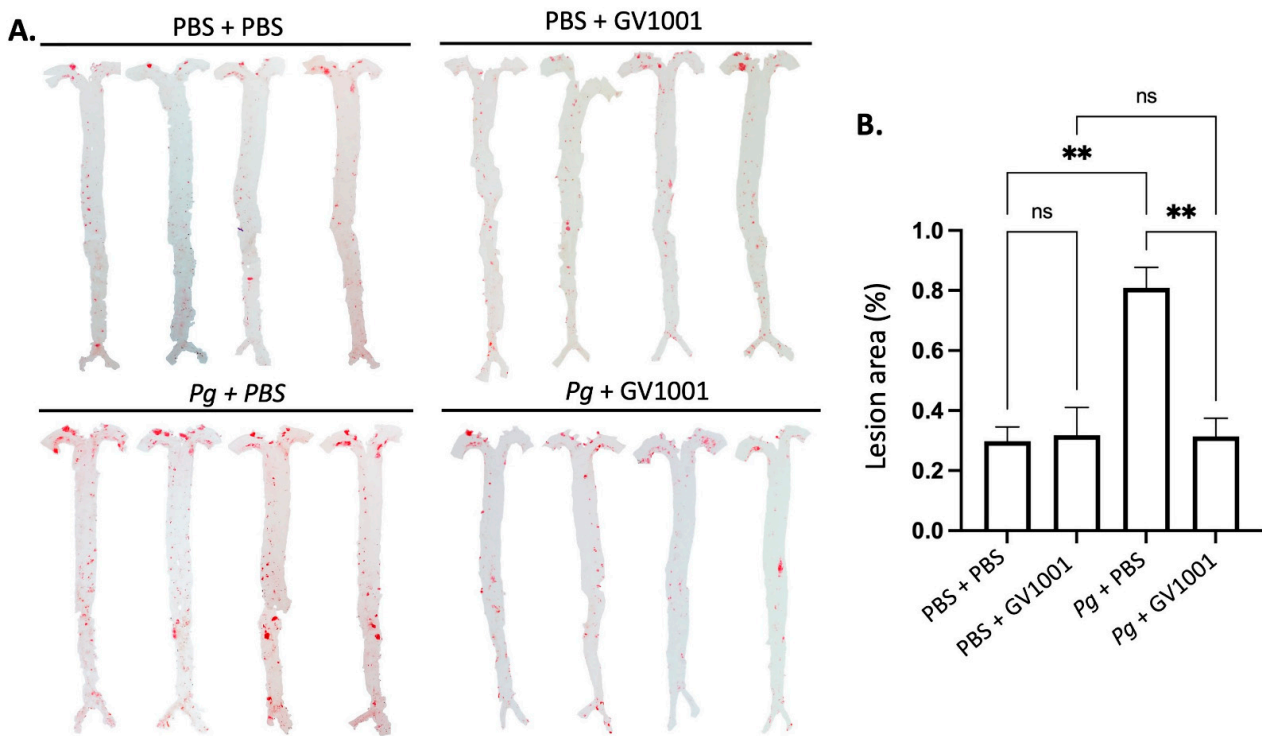 A.
PBS + PBS
PBS + GV1001
Pg + PBS
Pg + GV1001
B.
ns
**
ns
**
Lesion area (%)
1.0
0.8
0.6
0.4
0.2
0.0
PBS + PBS
PBS + GV1001
Pg + PBS
Pg + GV1001